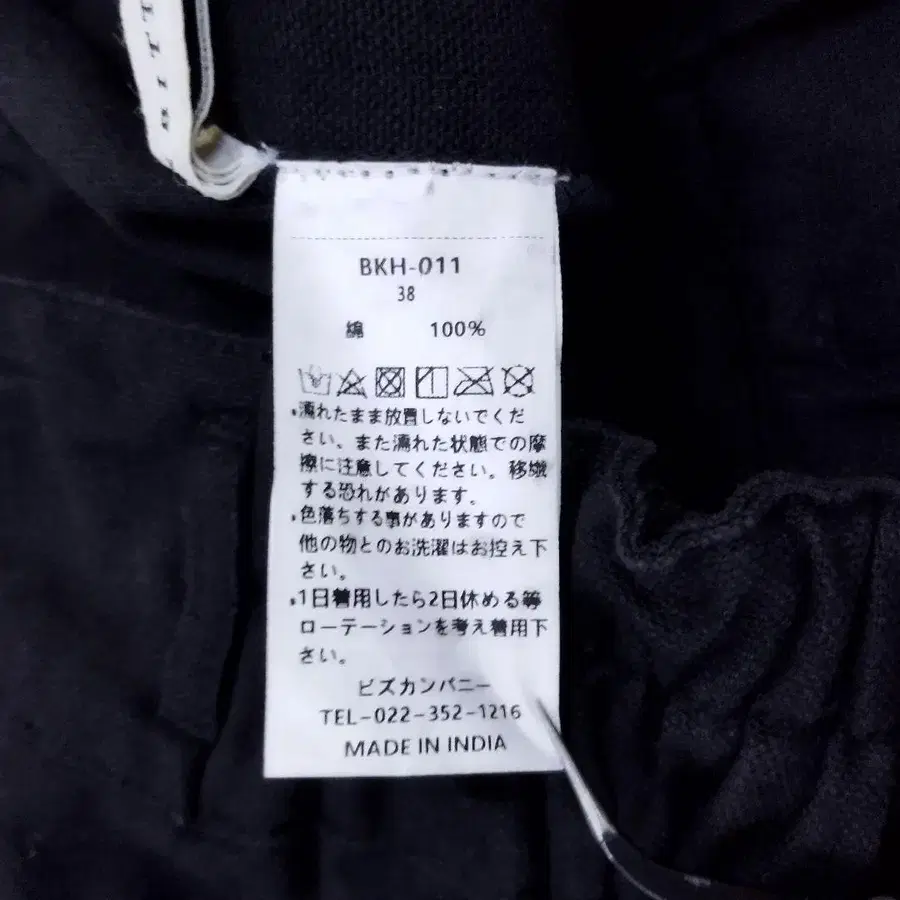 BKH-011
38
綿 100%
・濡れたまま放置しないでくだ
さい。また濡れた状態での摩
擦に注意してください。移染
する恐れがあります。
・色落ちする事がありますので
他の物とのお洗濯はお控え下
さい。
・1日着用したら2日休める等
ローテーションを考え着用下
さい。
ビズカンパニー
TEL-022-352-1216
MADE IN INDIA